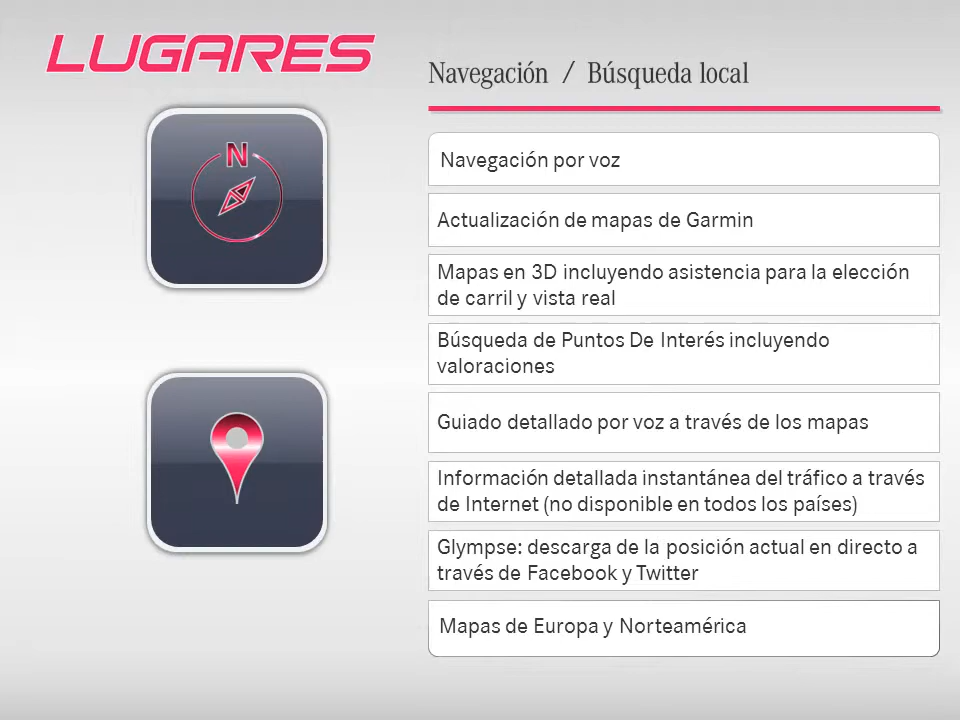 LUGARES
Navegación / Búsqueda local
N
Navegación por voz
Actualización de mapas de Garmin
Mapas en 3D incluyendo asistencia para la elección
de carril y vista real
Búsqueda de Puntos De Interés incluyendo
valoraciones
Guiado detallado por voz a través de los mapas
Información detallada instantánea del tráfico a través
de Internet (no disponible en todos los países)
Glympse: descarga de la posición actual en directo a
través de Facebook y Twitter
Mapas de Europa y Norteamérica